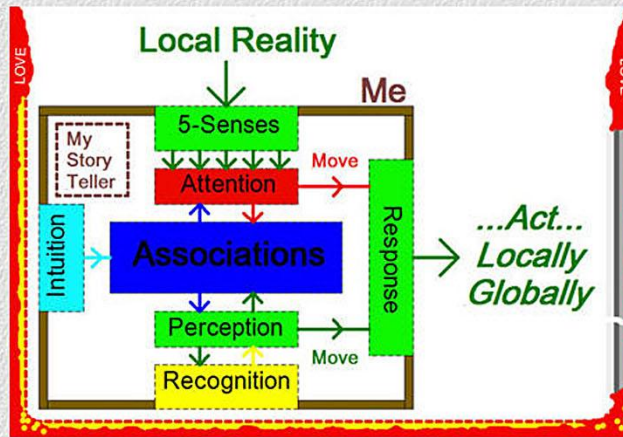 Local Reality
LOVE
Me
5-Senses
My
Story
Teller
Move
Attention
Intuition
Associations
Response
...Act...
Locally
Globally
Perception
Move
Recognition